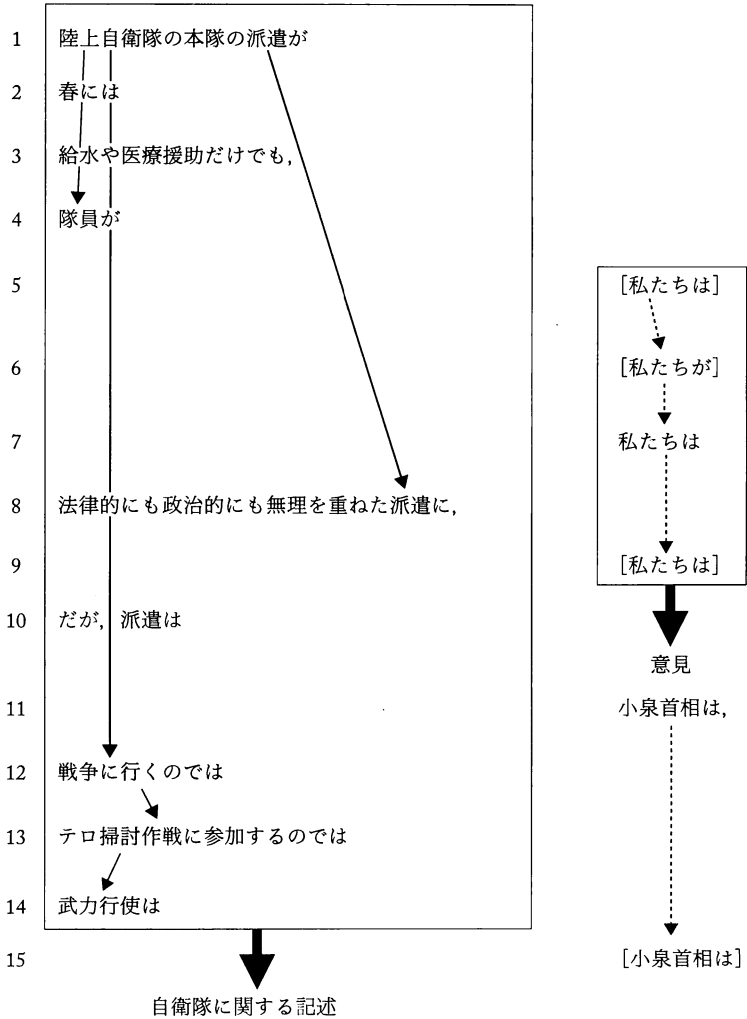 1 陸上自衛隊の本隊の派遣が
2 春には
3 給水や医療援助だけでも，
4 隊員が
5 ［私たちは］
6 ［私たちが］
7 私たちは
8 法律的にも政治的にも無理を重ねた派遣に，
9 ［私たちは］
10 だが，派遣は
意見
11 小泉首相は，
12 戦争に行くのでは
13 テロ掃討作戦に参加するのでは
14 武力行使は
15 ［小泉首相は］
自衛隊に関する記述